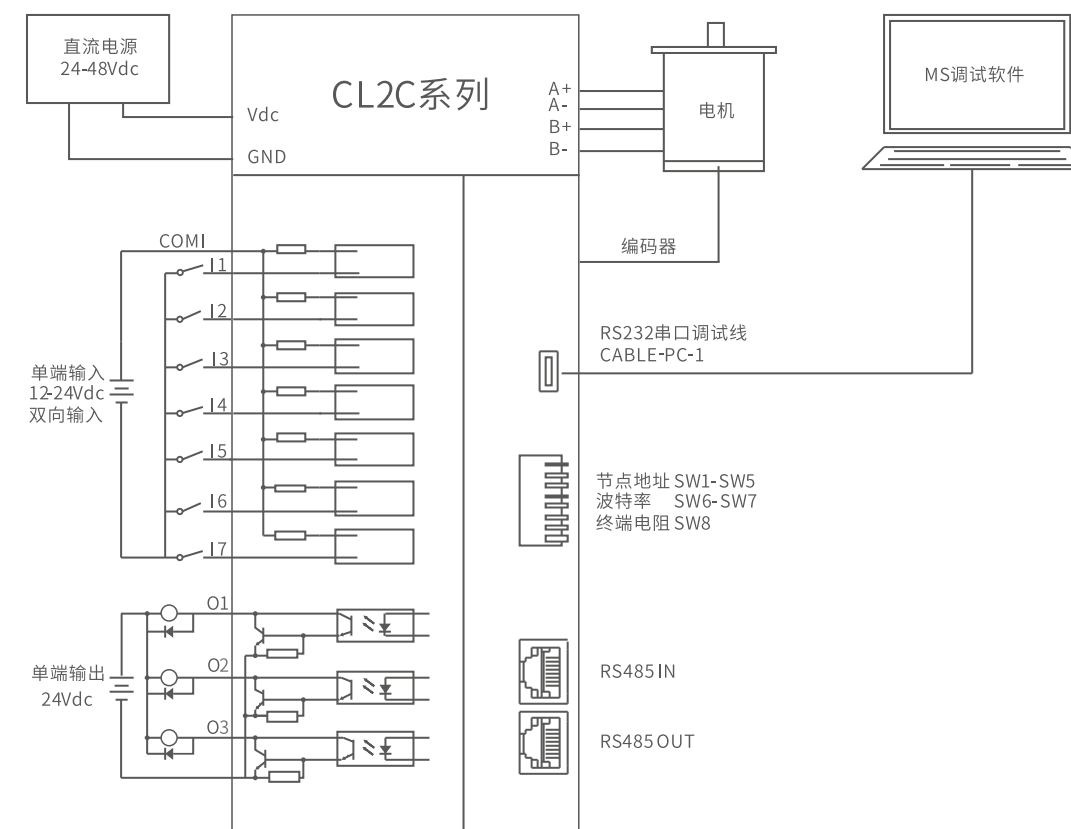 直流电源
24-48Vdc
CL2C系列
Vdc
GND
A+
A-
B+
B-
电机
MS调试软件
编码器
COMI
I1
I2
I3
I4
I5
I6
I7
单端输入
12-24Vdc
双向输入
RS232串口调试线
CABLE-PC-1
节点地址 SW1-SW5
波特率 SW6-SW7
终端电阻 SW8
O1
O2
O3
单端输出
24Vdc
RS485 IN
RS485 OUT